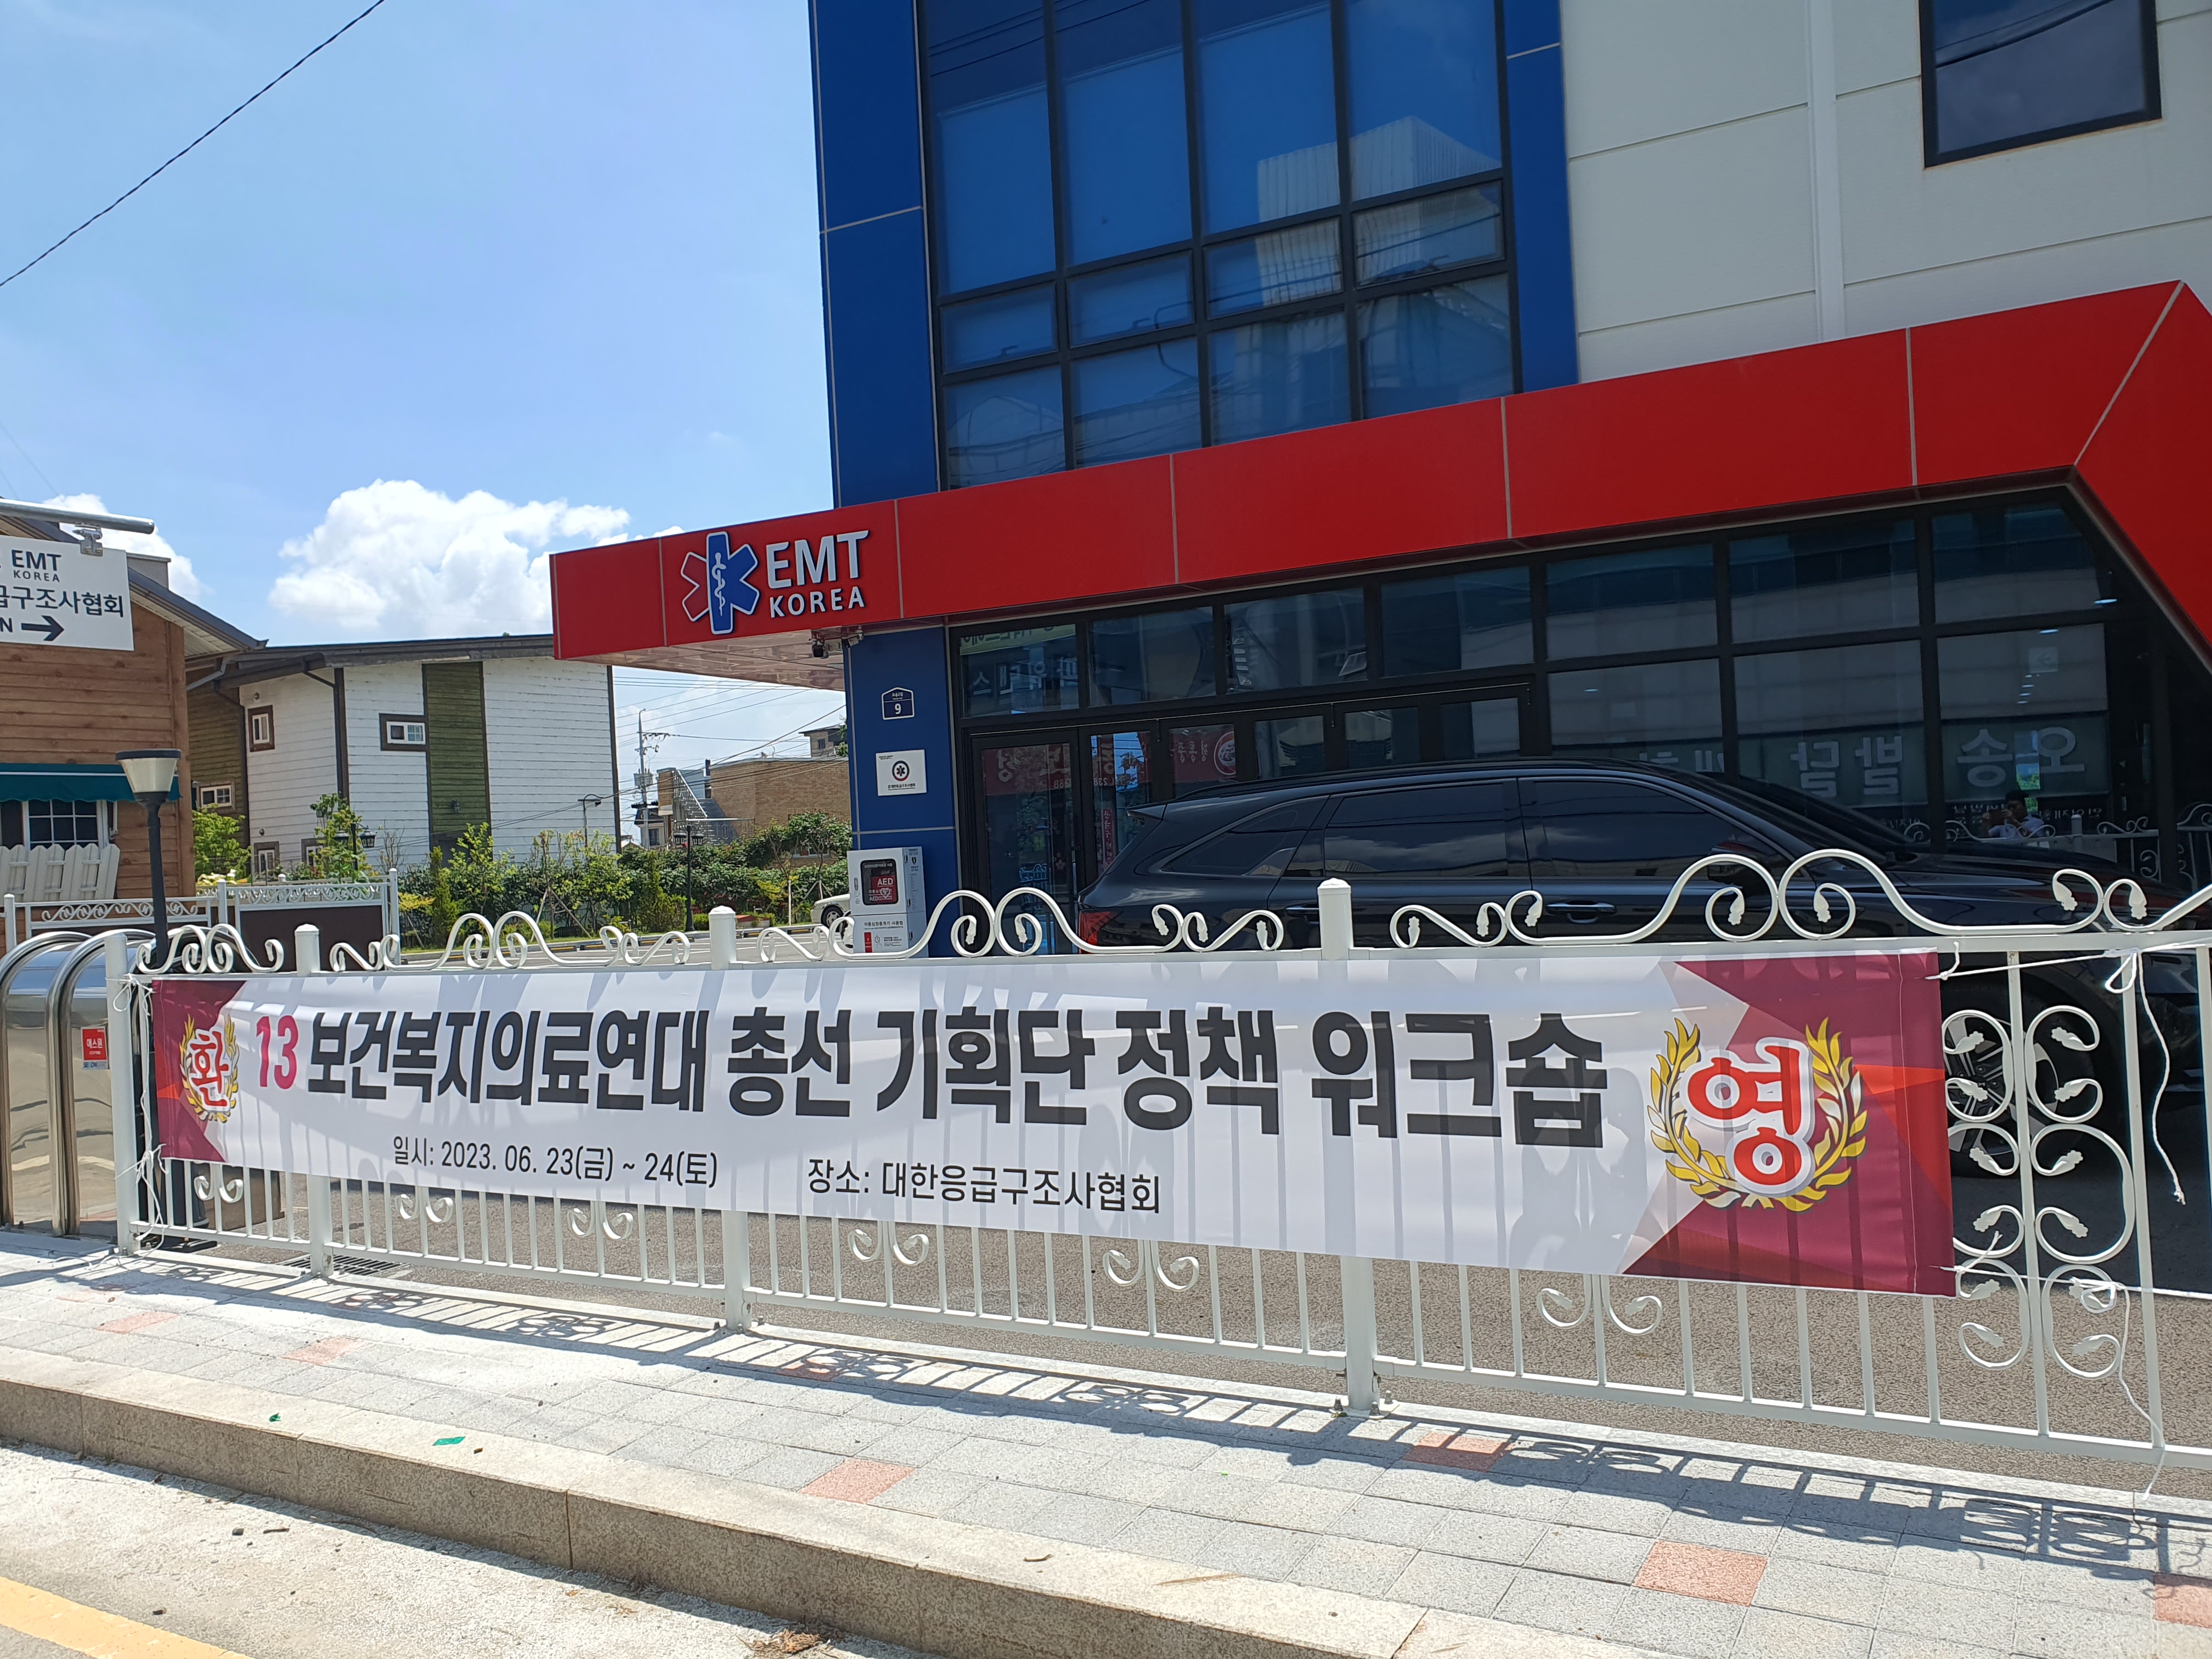 EMT
KOREA
급구조사협회
EMT
KOREA
9
AED
환 13 보건복지의료연대 총선 기획단 정책 워크숍 영
일시: 2023. 06. 23(금) ~ 24(토) 장소: 대한응급구조사협회